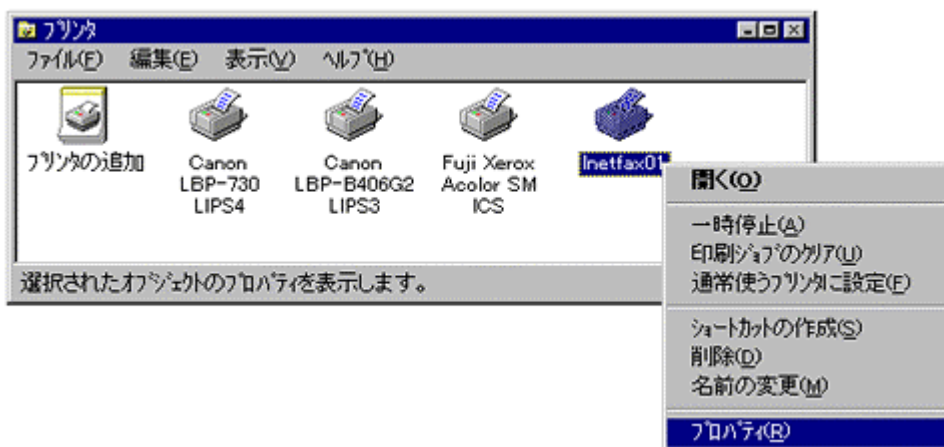 プリンタ
ファイル(F) 編集(E) 表示(V) ヘルプ(H)
プリンタの追加
Canon
LBP-730
LIPS4
Canon
LBP-B406G2
LIPS3
Fuji Xerox
Acolor SM
ICS
Inetfax01
選択されたオブジェクトのプロパティを表示します。
開く(O)
一時停止(A)
印刷ジョブのクリア(U)
通常使うプリンタに設定(F)
ショートカットの作成(S)
削除(D)
名前の変更(M)
プロパティ(R)